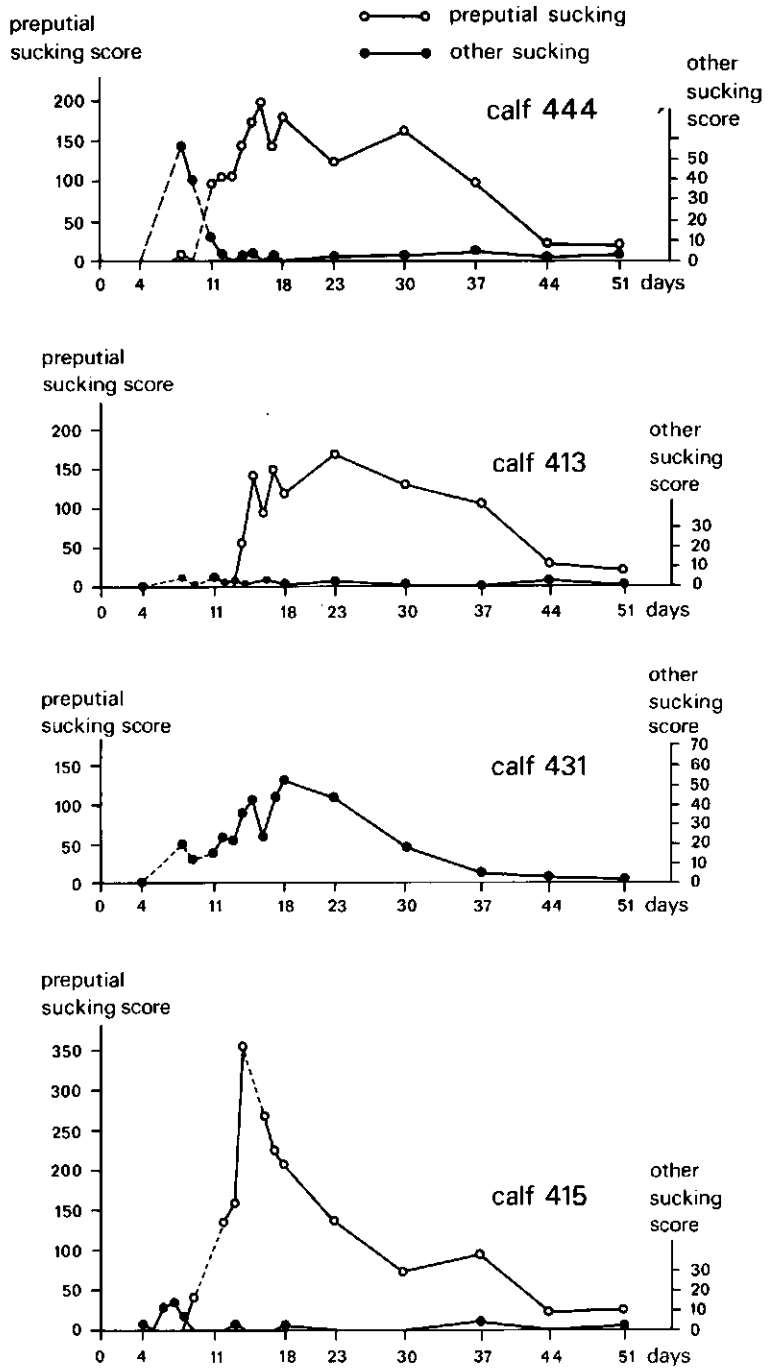 preputial sucking
other sucking
preputial
sucking score
other
sucking
score
calf 444
200
150
100
50
0
50
40
30
20
10
0
0 4 11 18 23 30 37 44 51 days
preputial
sucking score
other
sucking
score
calf 413
200
150
100
50
0
30
20
10
0
0 4 11 18 23 30 37 44 51 days
preputial
sucking score
other
sucking
score
calf 431
150
100
50
0
70
60
50
40
30
20
10
0
0 4 11 18 23 30 37 44 51 days
preputial
sucking score
other
sucking
score
calf 415
350
300
250
200
150
100
50
0
30
20
10
0
0 4 11 18 23 30 37 44 51 days